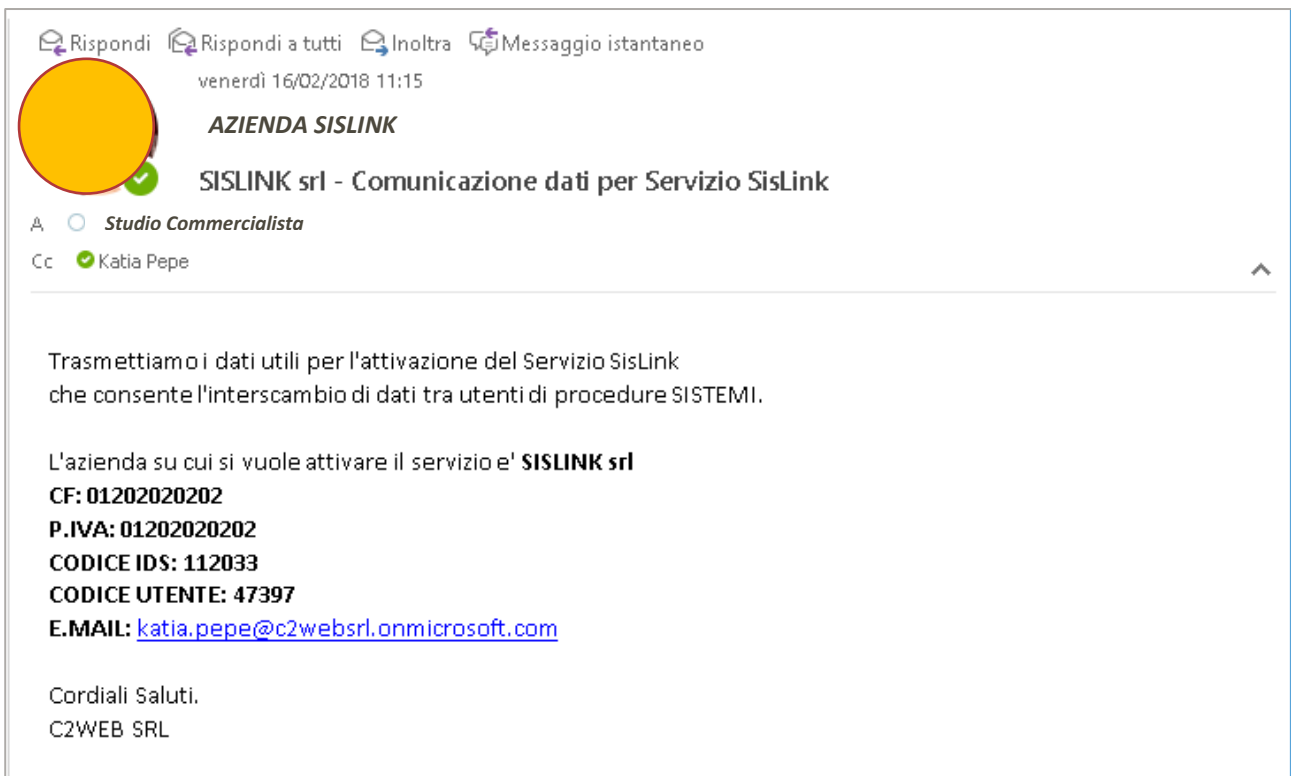 Rispondi Rispondi a tutti Inoltra Messaggio istantaneo
venerdì 16/02/2018 11:15
AZIENDA SISLINK
SISLINK srl - Comunicazione dati per Servizio SisLink
A Studio Commercialista
Cc Katia Pepe
Trasmettiamo i dati utili per l'attivazione del Servizio SisLink
che consente l'interscambio di dati tra utenti di procedure SISTEMI.
L'azienda su cui si vuole attivare il servizio e' SISLINK srl
CF: 01202020202
P.IVA: 01202020202
CODICE IDS: 112033
CODICE UTENTE: 47397
E.MAIL: katia.pepe@c2websrl.onmicrosoft.com
Cordiali Saluti.
C2WEB SRL